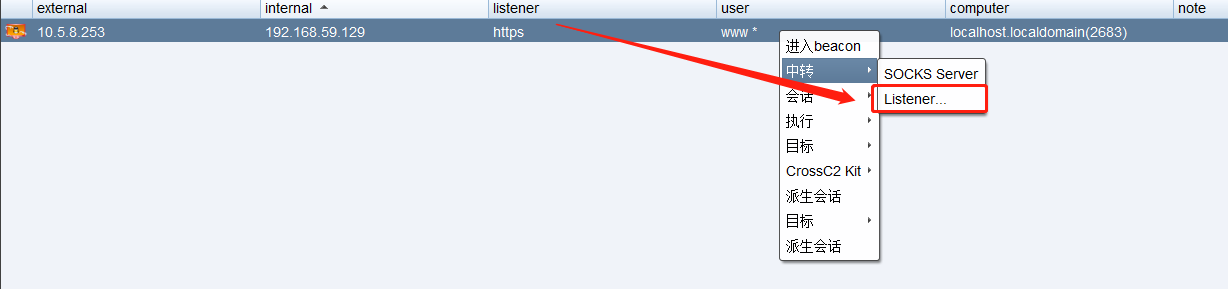 external internal listener user computer note
10.5.8.253 192.168.59.129 https www * localhost.localdomain(2683)
进入beacon
中转
SOCKS Server
会话
Listener...
执行
目标
CrossC2 Kit
派生会话
目标
派生会话